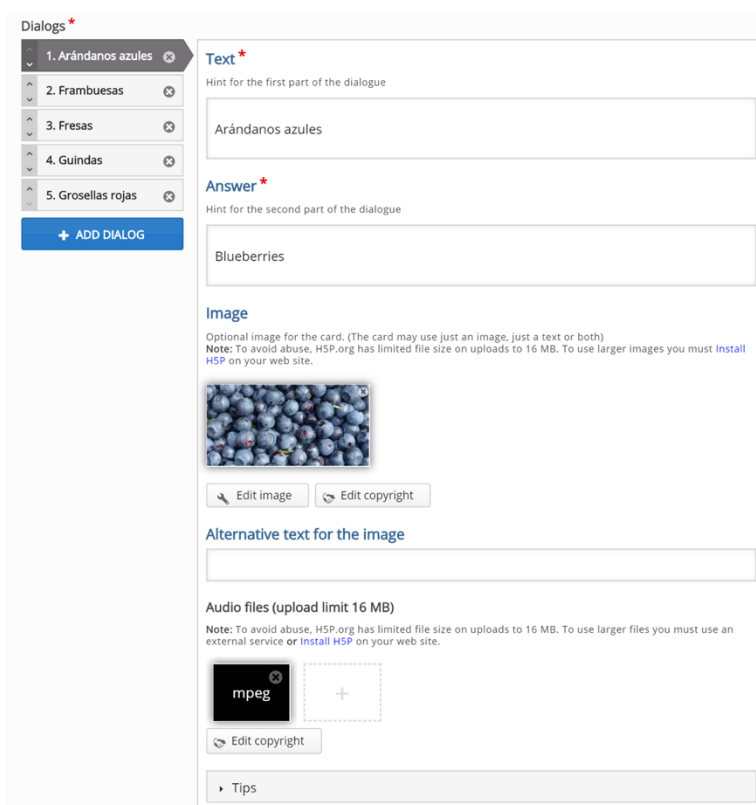 Dialogs *
1. Arándanos azules
2. Frambuesas
3. Fresas
4. Guindas
5. Grosellas rojas
+ ADD DIALOG
Text *
Hint for the first part of the dialogue
Arándanos azules
Answer *
Hint for the second part of the dialogue
Blueberries
Image
Optional image for the card. (The card may use just an image, just a text or both)
Note: To avoid abuse, H5P.org has limited file size on uploads to 16 MB. To use larger images you must Install
H5P on your web site.
Edit image
Edit copyright
Alternative text for the image
Audio files (upload limit 16 MB)
Note: To avoid abuse, H5P.org has limited file size on uploads to 16 MB. To use larger files you must use an
external service or Install H5P on your web site.
mpeg
+
Edit copyright
Tips